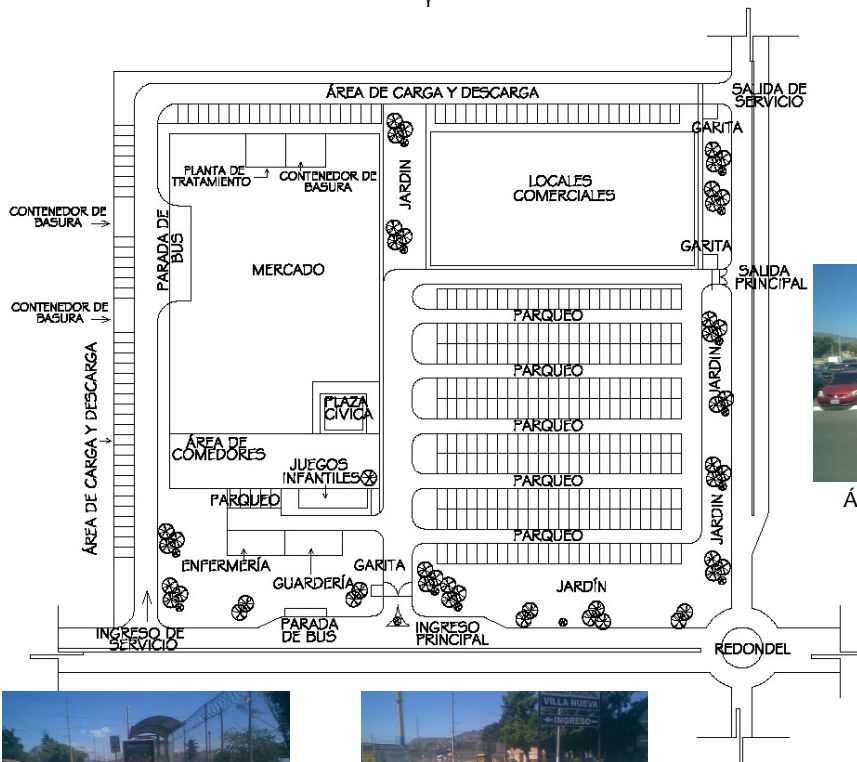 Y
ÁREA DE CARGA Y DESCARGA
SALIDA DE
SERVICIO
GARITA
PLANTA DE
TRATAMIENTO
CONTENEDOR DE
BASURA
JARDIN
LOCALES
COMERCIALES
CONTENEDOR DE
BASURA
PARADA DE
BUS
MERCADO
GARITA
SALIDA
PRINCIPAL
CONTENEDOR DE
BASURA
PARQUEO
PARQUEO
JARDIN
PLAZA
CÍVICA
PARQUEO
ÁREA DE CARGA Y DESCARGA
ÁREA DE
COMEDORES
JUEGOS
INFANTILES
PARQUEO
PARQUEO
PARQUEO
JARDIN
PARQUEO
Á
ENFERMERÍA
GUARDERÍA
GARITA
JARDÍN
INGRESO DE
SERVICIO
PARADA
DE BUS
INGRESO
PRINCIPAL
REDONDEL
VILLA NUEVA
INGRESO